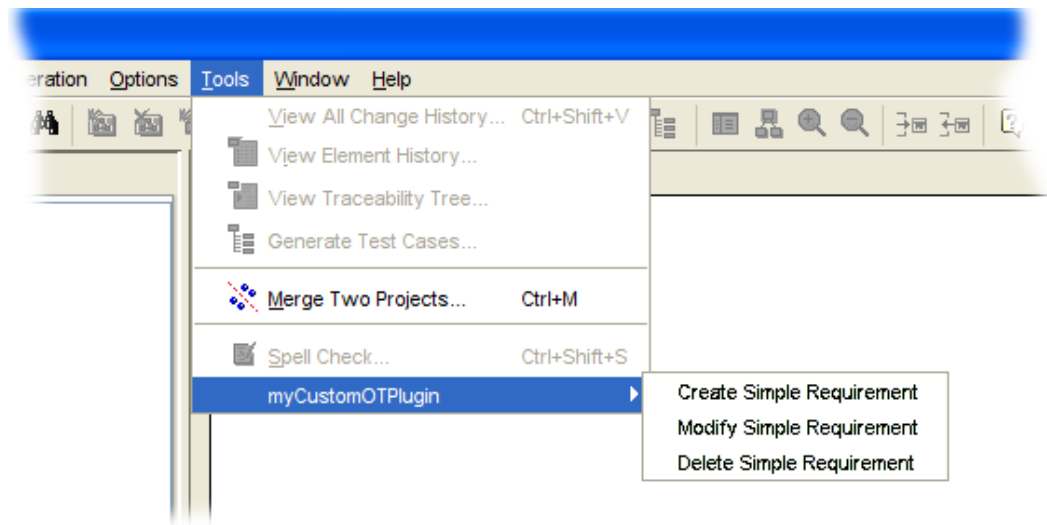 eration Options Tools Window Help
View All Change History... Ctrl+Shift+V
View Element History...
View Traceability Tree...
Generate Test Cases...
Merge Two Projects... Ctrl+M
Spell Check... Ctrl+Shift+S
myCustomOTPlugin
Create Simple Requirement
Modify Simple Requirement
Delete Simple Requirement